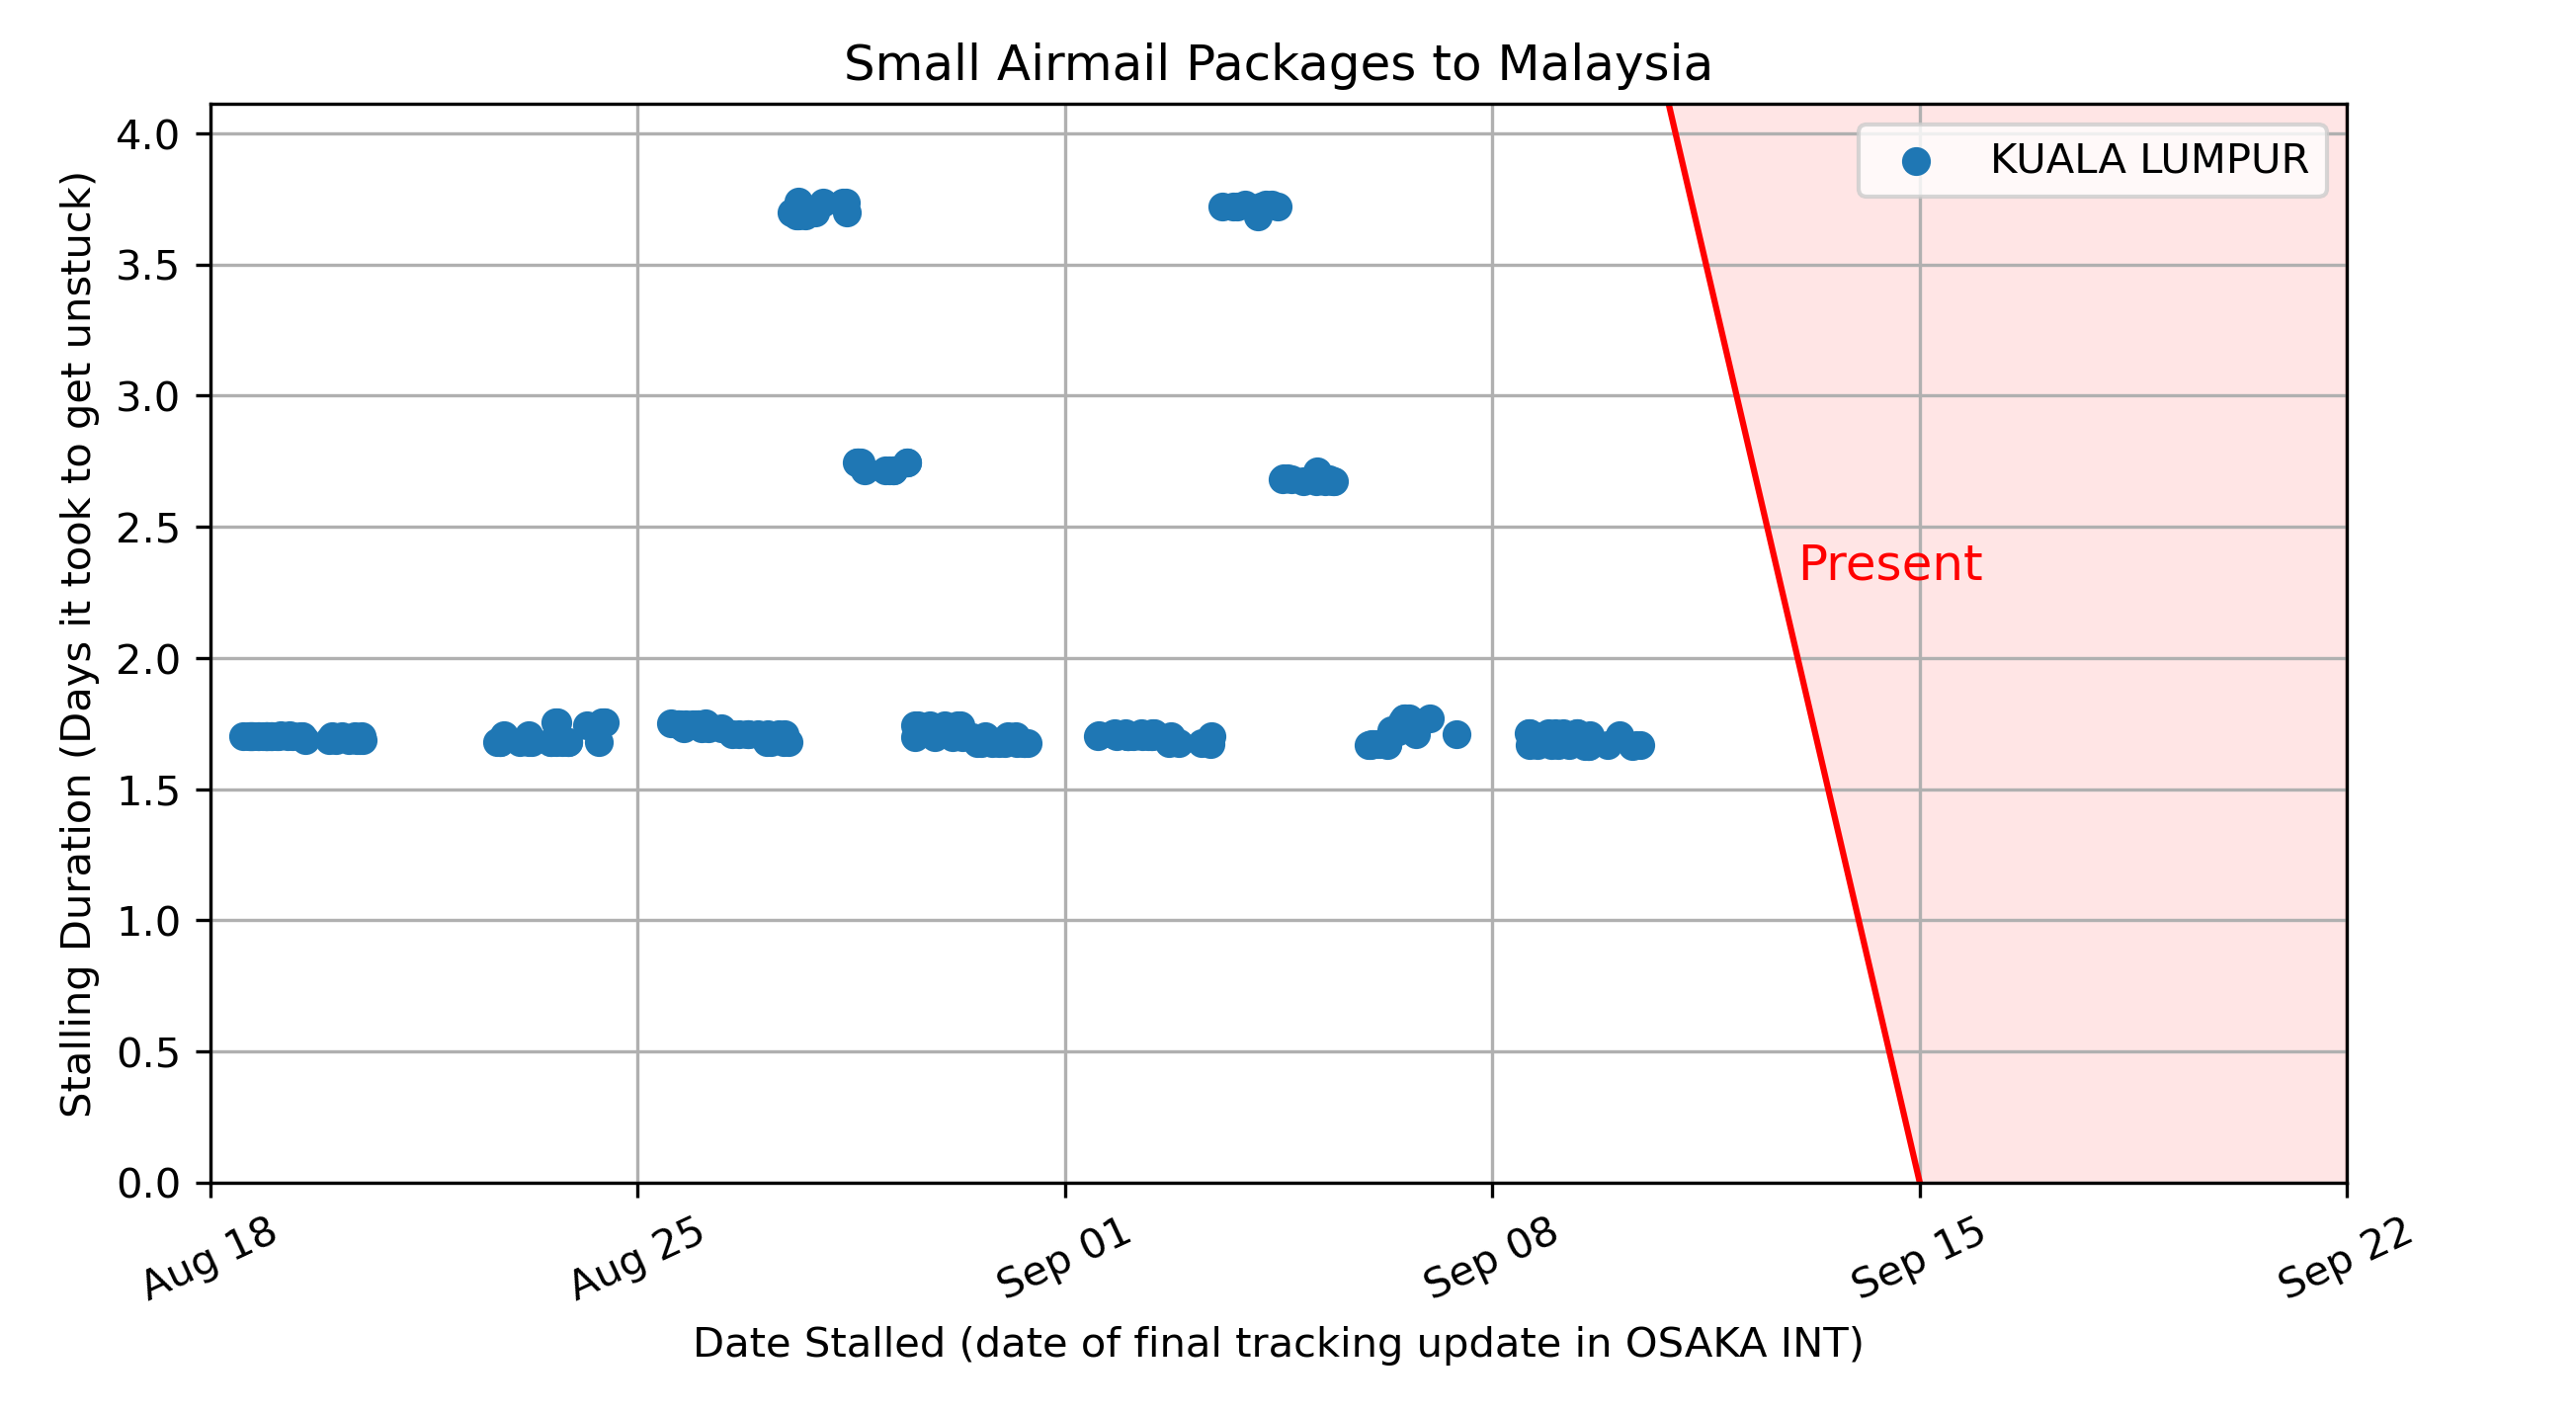 Small Airmail Packages to Malaysia
KUALA LUMPUR
Present
Stalling Duration (Days it took to get unstuck)
4.0
3.5
3.0
2.5
2.0
1.5
1.0
0.5
0.0
Aug 18
Aug 25
Sep 01
Sep 08
Sep 15
Sep 22
Date Stalled (date of final tracking update in OSAKA INT)